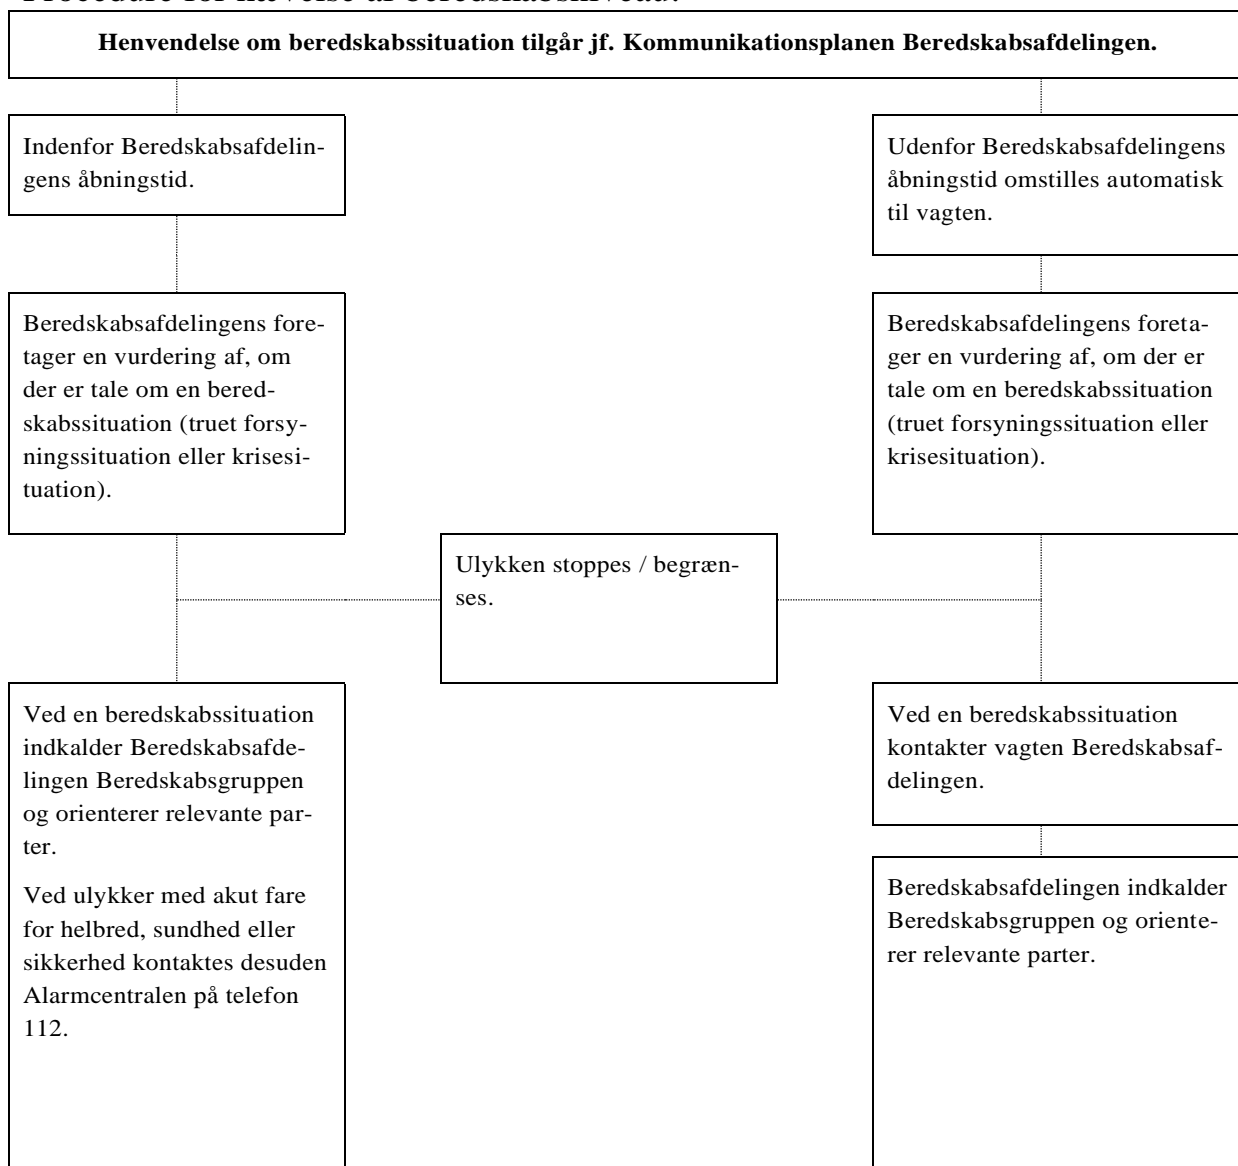 Procedure for hævelse af beredskabsniveau:
Henvendelse om beredskabssituation tilgår jf. Kommunikationsplanen Beredskabsafdelingen.
Indenfor Beredskabsafdelin-
gens åbningstid.
Udenfor Beredskabsafdelingens
åbningstid omstilles automatisk
til vagten.
Beredskabsafdelingens fore-
tager en vurdering af, om
der er tale om en bered-
skabssituation (truet forsy-
ningssituation eller krisesi-
tuation).
Beredskabsafdelingens foreta-
ger en vurdering af, om der er
tale om en beredskabssituation
(truet forsyningssituation eller
krisesituation).
Ulykken stoppes / begræn-
ses.
Ved en beredskabssituation
indkalder Beredskabsafde-
lingen Beredskabsgruppen
og orienterer relevante par-
ter.
Ved ulykker med akut fare
for helbred, sundhed eller
sikkerhed kontaktes desuden
Alarmcentralen på telefon
112.
Ved en beredskabssituation
kontakter vagten Beredskabsaf-
delingen.
Beredskabsafdelingen indkalder
Beredskabsgruppen og oriente-
rer relevante parter.